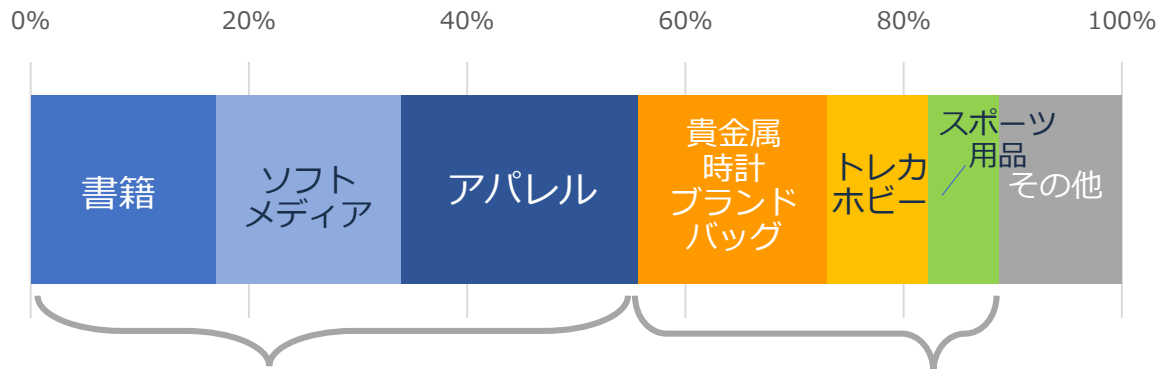 0% 20% 40% 60% 80% 100%
書籍
ソフト
メディア
アパレル
貴金属
時計
ブランド
バッグ
トレカ
ホビー
スポーツ
用品
その他